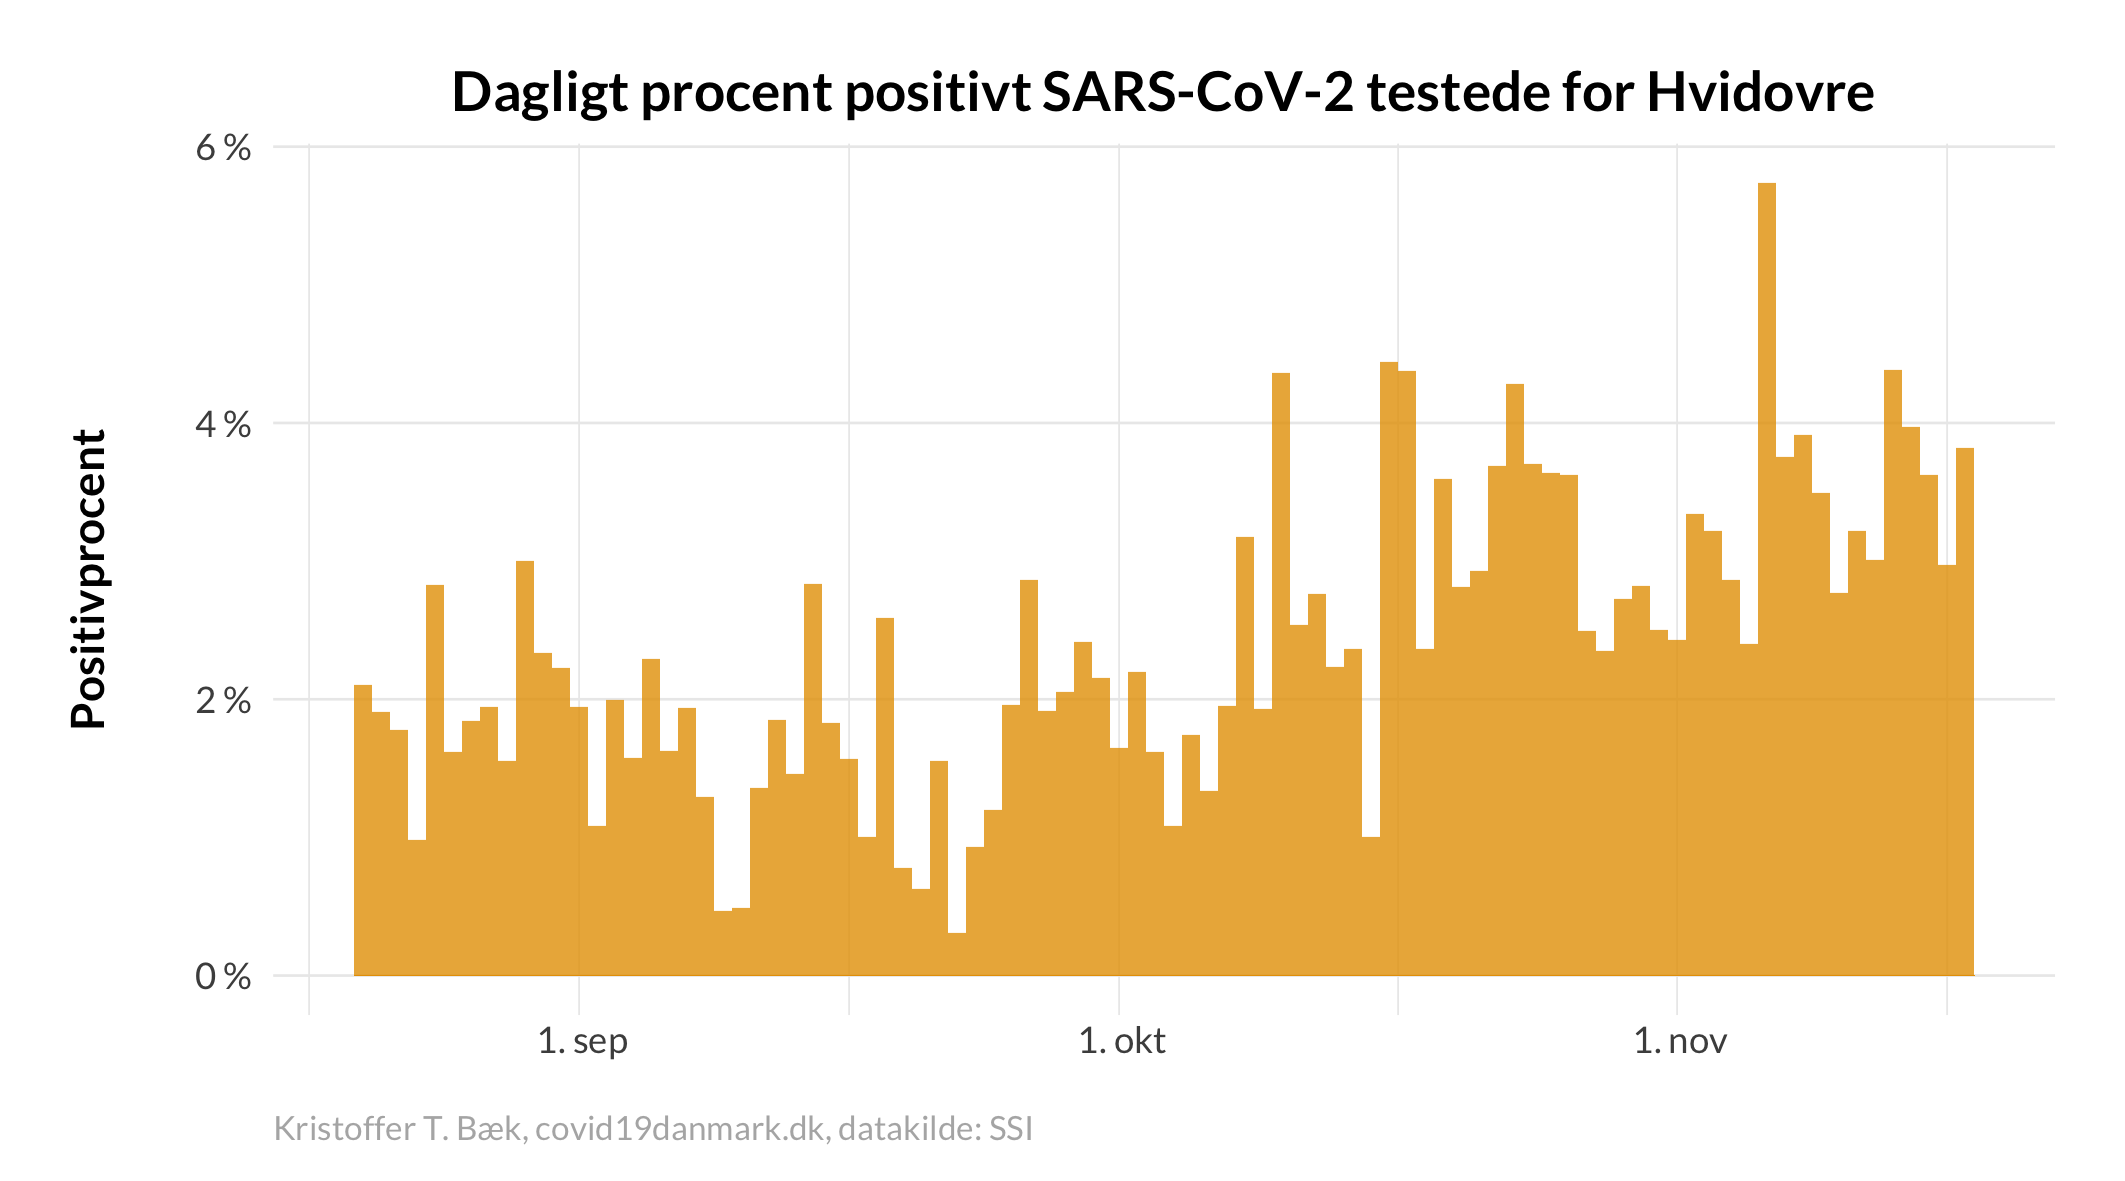 Dagligt procent positivt SARS-CoV-2 testede for Hvidovre
Positivprocent
6 %
4 %
2 %
0 %
1. sep
1. okt
1. nov
Kristoffer T. Bæk, covid19danmark.dk, datakilde: SSI